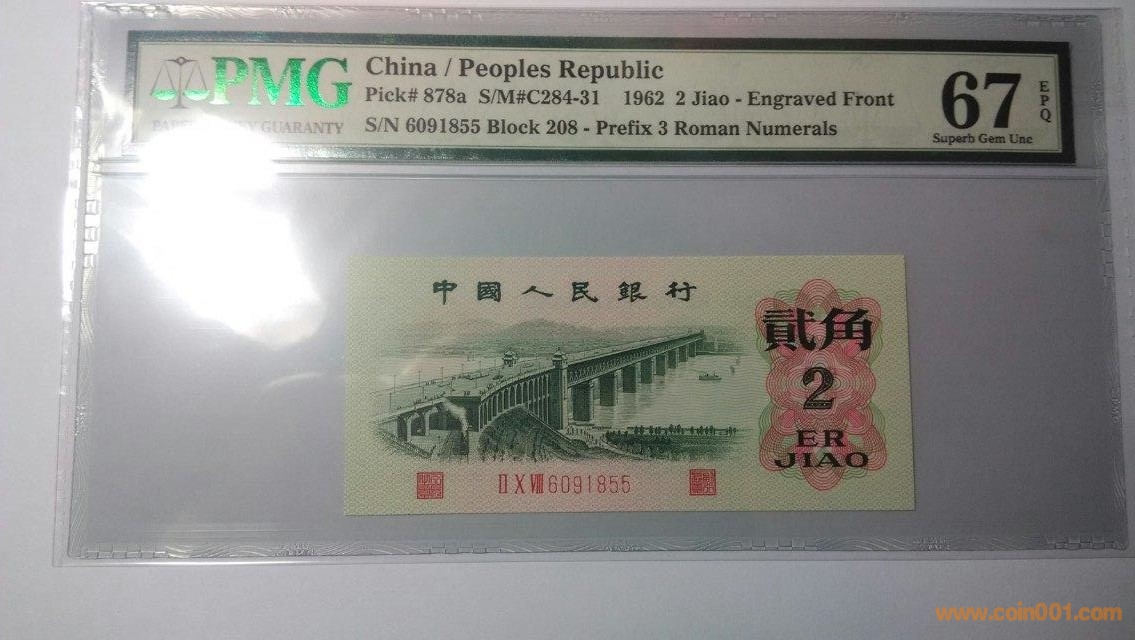 PMG
China / Peoples Republic
Pick# 878a S/M#C284-31 1962 2 Jiao - Engraved Front
S/N 6091855 Block 208 - Prefix 3 Roman Numerals
GUARANTY
67
EPQ
Superb Gem Unc
中國人民銀行
貳角
2
ER
JIAO
II X VIII 6091855
www.coin001.com